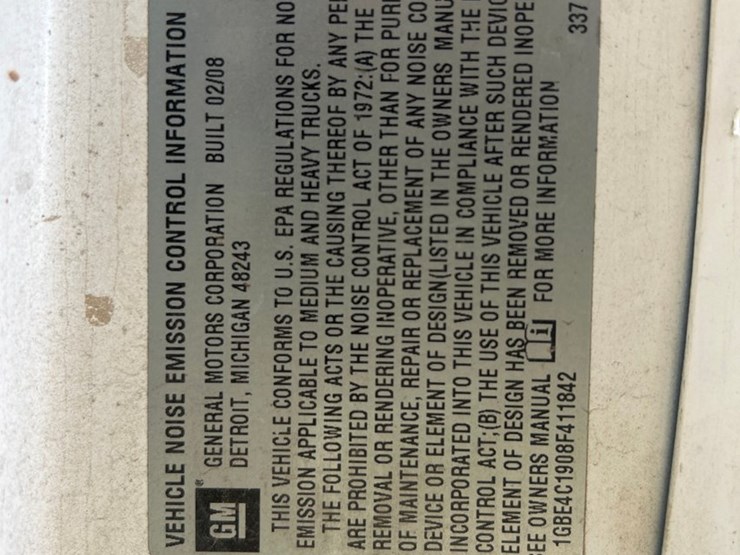 VEHICLE NOISE EMISSION CONTROL INFORMATION
GM ® GENERAL MOTORS CORPORATION BUILT 02/08
DETROIT, MICHIGAN 48243
THIS VEHICLE CONFORMS TO U.S. EPA REGULATIONS FOR NO
EMISSION APPLICABLE TO MEDIUM AND HEAVY TRUCKS.
THE FOLLOWING ACTS OR THE CAUSING THEREOF BY ANY PE
ARE PROHIBITED BY THE NOISE CONTROL ACT OF 1972:(A) THE
REMOVAL OR RENDERING INOPERATIVE, OTHER THAN FOR PUR
OF MAINTENANCE, REPAIR OR REPLACEMENT OF ANY NOISE CO
DEVICE OR ELEMENT OF DESIGN(LISTED IN THE OWNERS MANU
INCORPORATED INTO THIS VEHICLE IN COMPLIANCE WITH THE
CONTROL ACT;(B) THE USE OF THIS VEHICLE AFTER SUCH DEVIC
ELEMENT OF DESIGN HAS BEEN REMOVED OR RENDERED INOPE
EE OWNERS MANUAL i FOR MORE INFORMATION
1GBE4C1908F411842 337